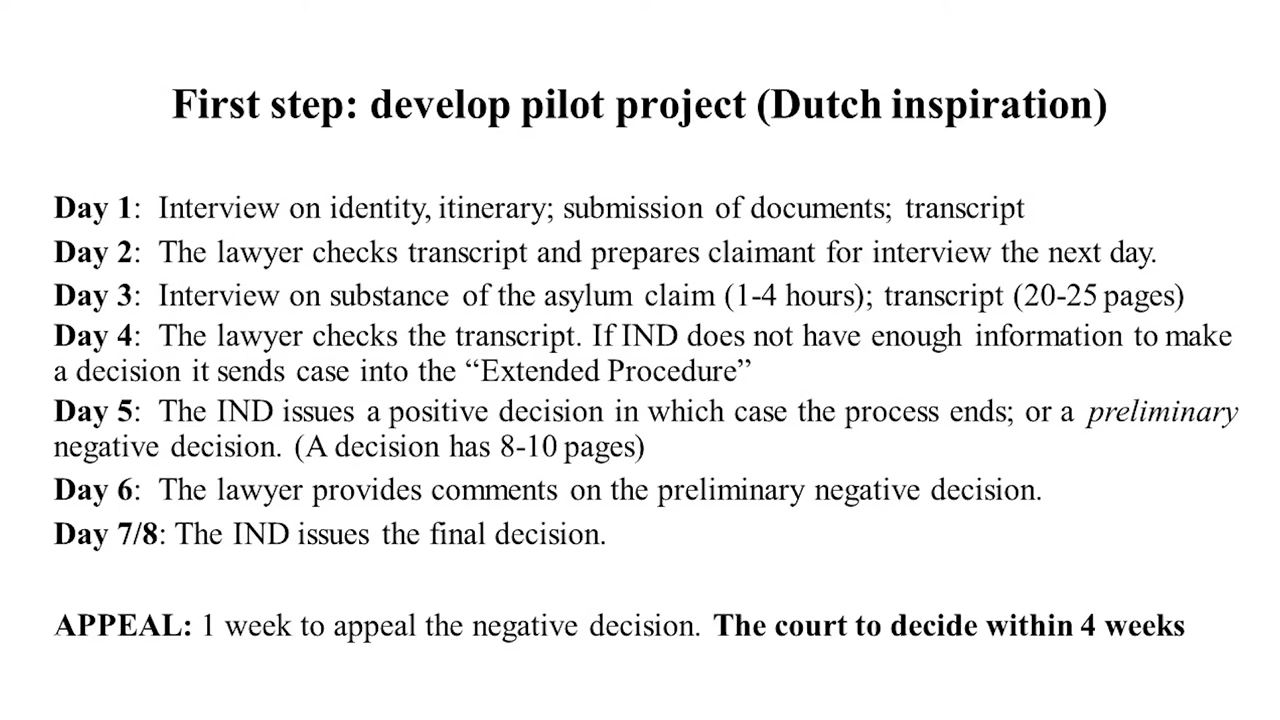 First step: develop pilot project (Dutch inspiration)
Day 1: Interview on identity, itinerary; submission of documents; transcript
Day 2: The lawyer checks transcript and prepares claimant for interview the next day.
Day 3: Interview on substance of the asylum claim (1-4 hours); transcript (20-25 pages)
Day 4: The lawyer checks the transcript. If IND does not have enough information to make
a decision it sends case into the “Extended Procedure”
Day 5: The IND issues a positive decision in which case the process ends; or a preliminary
negative decision. (A decision has 8-10 pages)
Day 6: The lawyer provides comments on the preliminary negative decision.
Day 7/8: The IND issues the final decision.
APPEAL: 1 week to appeal the negative decision. The court to decide within 4 weeks